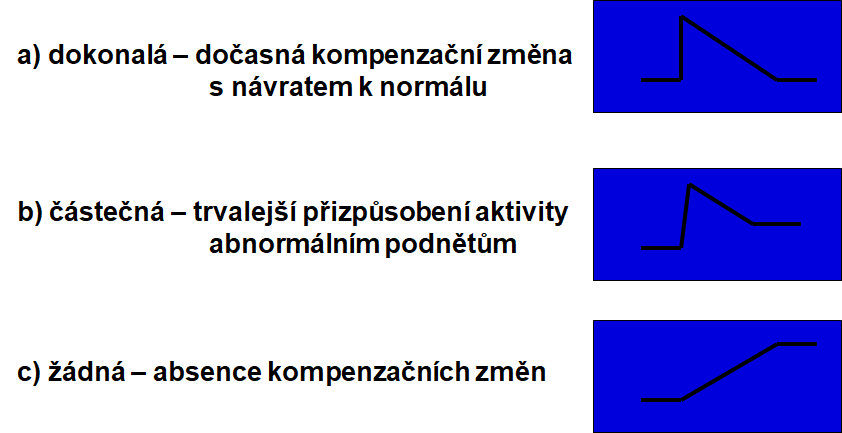 a) dokonalá – dočasná kompenzační změna
s návratem k normálu
b) částečná – trvalejší přizpůsobení aktivity
abnormálním podnětům
c) žádná – absence kompenzačních změn